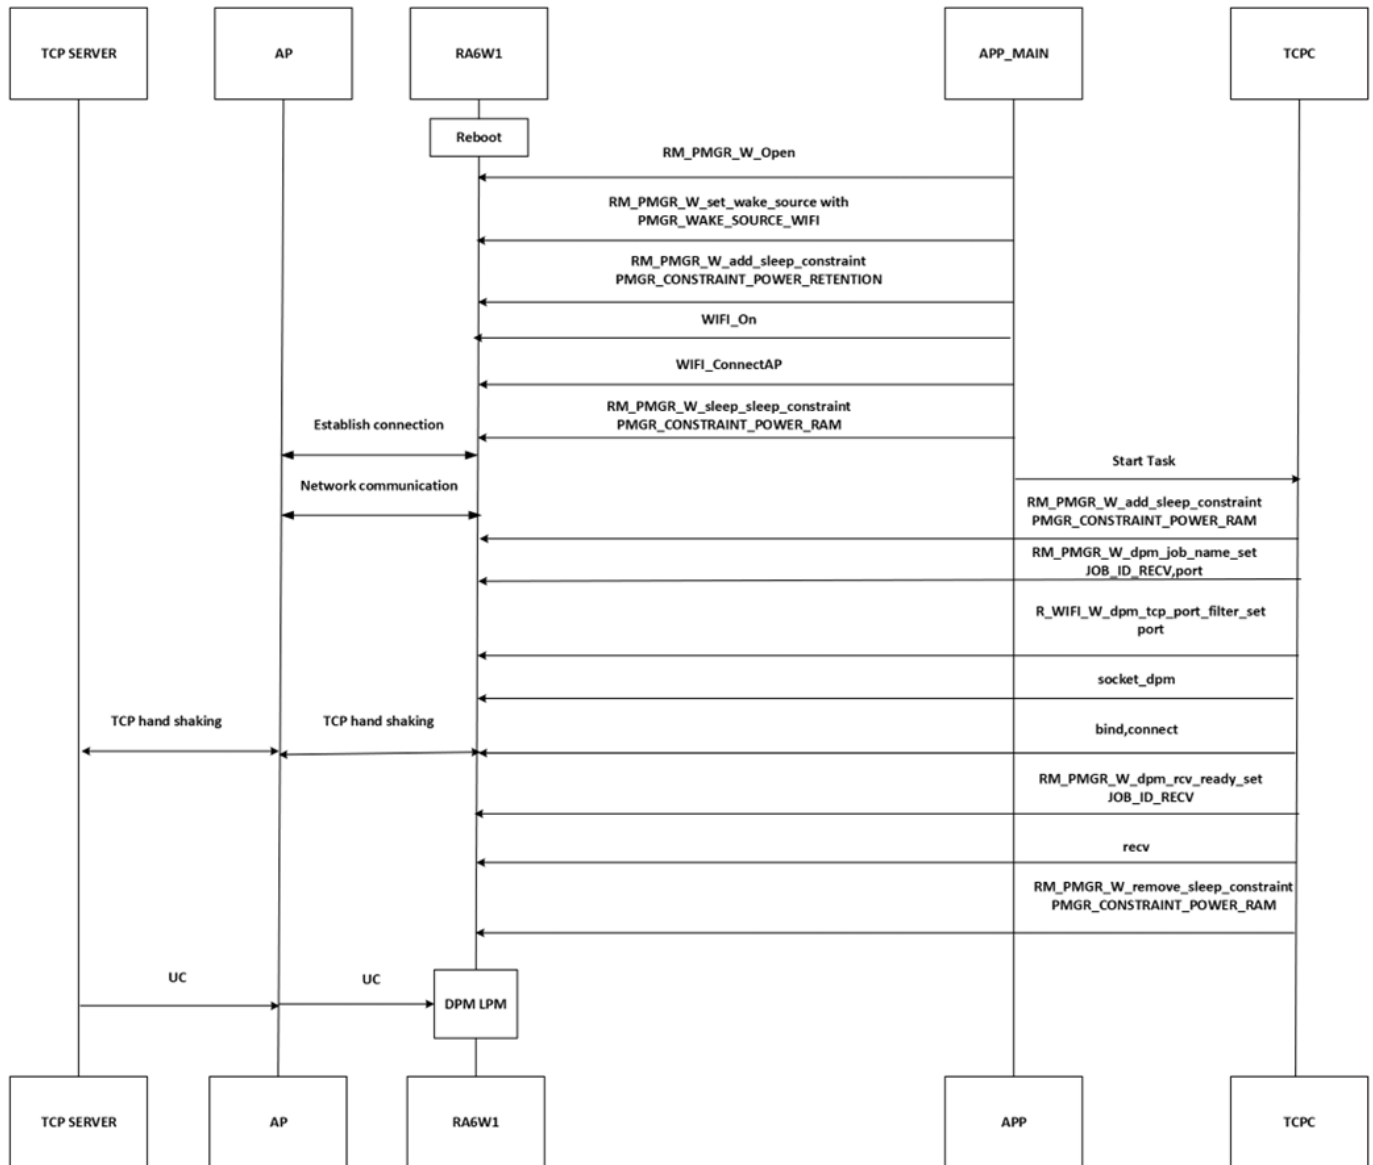 TCP SERVER
AP
RA6W1
APP_MAIN
TCPC
Reboot
RM_PMGR_W_Open
RM_PMGR_W_set_wake_source with
PMGR_WAKE_SOURCE_WIFI
RM_PMGR_W_add_sleep_constraint
PMGR_CONSTRAINT_POWER_RETENTION
WIFI_On
WIFI_ConnectAP
RM_PMGR_W_sleep_sleep_constraint
PMGR_CONSTRAINT_POWER_RAM
Establish connection
Start Task
Network communication
RM_PMGR_W_add_sleep_constraint
PMGR_CONSTRAINT_POWER_RAM
RM_PMGR_W_dpm_job_name_set
JOB_ID_RECV,port
R_WIFI_W_dpm_tcp_port_filter_set
port
socket_dpm
TCP hand shaking
TCP hand shaking
bind,connect
RM_PMGR_W_dpm_rcv_ready_set
JOB_ID_RECV
recv
RM_PMGR_W_remove_sleep_constraint
PMGR_CONSTRAINT_POWER_RAM
UC
UC
DPM LPM
TCP SERVER
AP
RA6W1
APP
TCPC